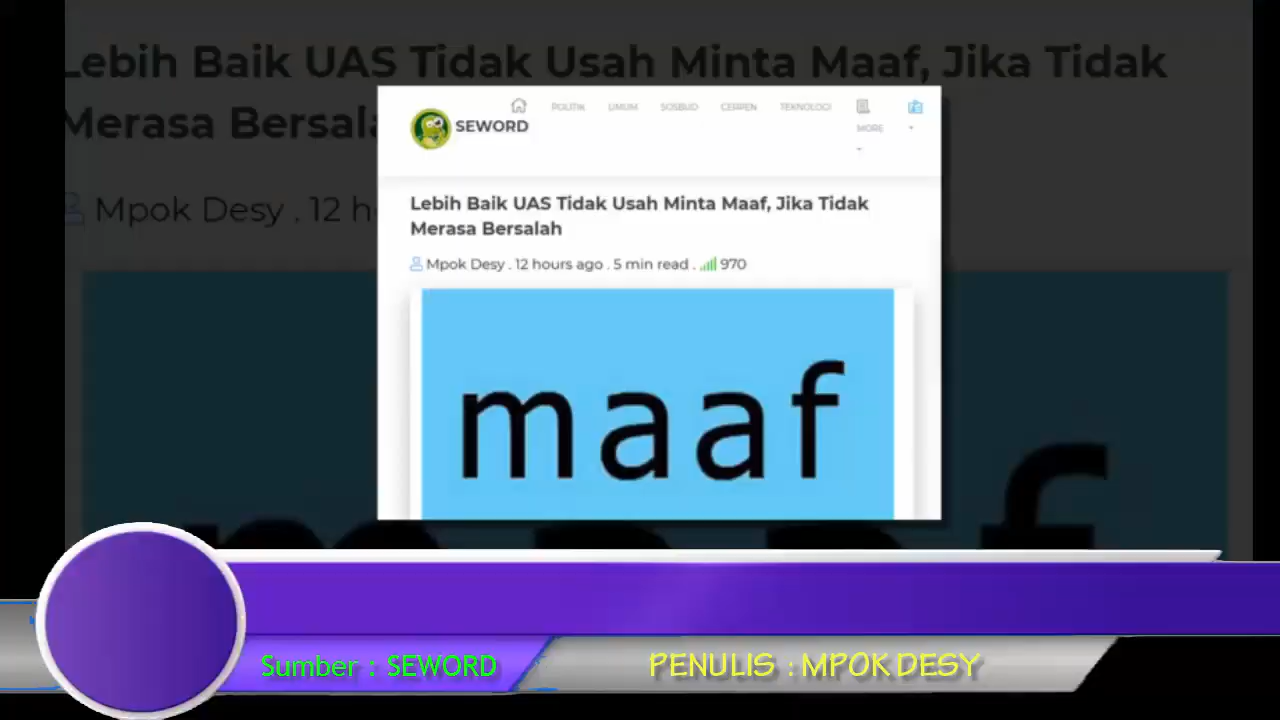 Lebih Baik UAS Tidak Usah Minta Maaf, Jika Tidak
Merasa Bersala
Mpok Desy . 12 h
SEWORD
POLITIK UMUM SOSBUD CERPEN TEKNOLOGI
MORE
Lebih Baik UAS Tidak Usah Minta Maaf, Jika Tidak
Merasa Bersalah
Mpok Desy . 12 hours ago . 5 min read . 970
maaf
Sumber : SEWORD
PENULIS : MPOK DESY